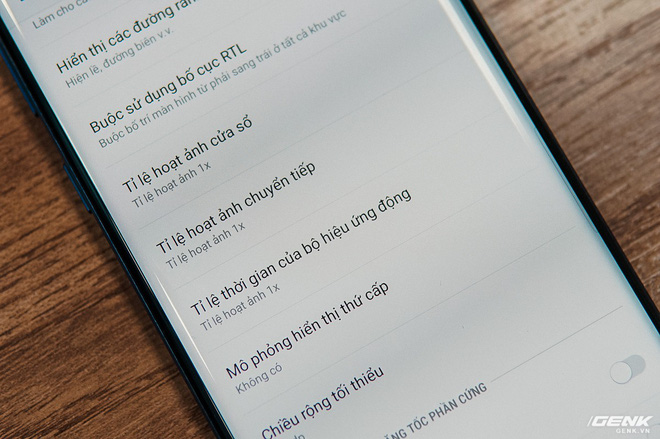 Làm cho cả
Hiển thị các đường ran
Hiện lề, đường biên v.v.
Buộc sử dụng bố cục RTL
Buộc bố trí màn hình từ phải sang trái ở tất cả khu vực
Tỉ lệ hoạt ảnh cửa sổ
Tỉ lệ hoạt ảnh 1x
Tỉ lệ hoạt ảnh chuyển tiếp
Tỉ lệ hoạt ảnh 1x
Tỉ lệ thời gian của bộ hiệu ứng động
Tỉ lệ hoạt ảnh 1x
Mô phỏng hiển thị thứ cấp
Không có
Chiều rộng tối thiểu
TỐC PHẦN CỨNG
GENK
GENK.VN